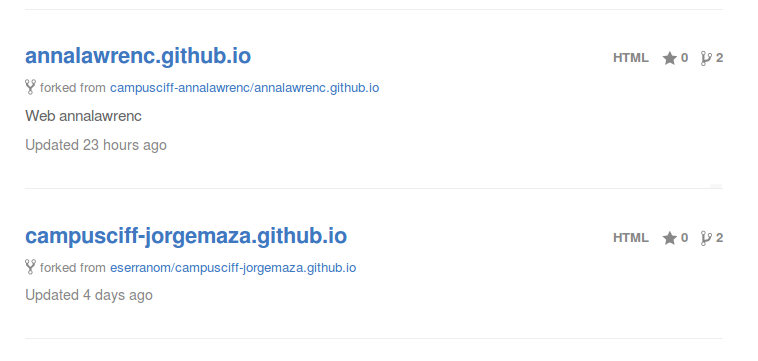 annalawrenc.github.io
HTML 0 2
forked from campusciff-annalawrenc/annalawrenc.github.io
Web annalawrenc
Updated 23 hours ago
campusciff-jorgemaza.github.io
HTML 0 2
forked from eserranom/campusciff-jorgemaza.github.io
Updated 4 days ago